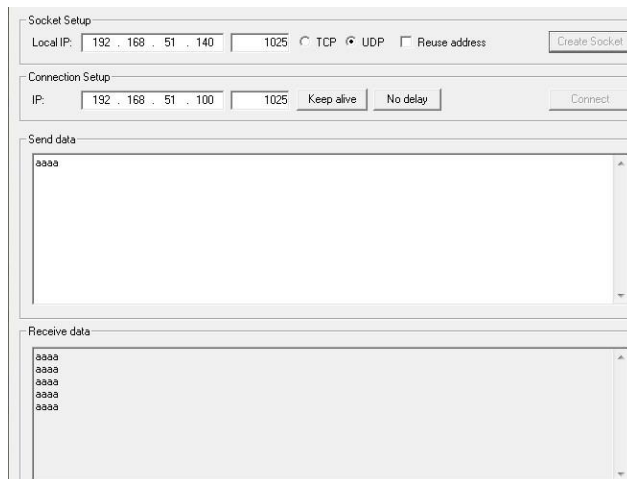 Socket Setup
Local IP: 192 . 168 . 51 . 140 1025 TCP UDP Reuse address Create Socket
Connection Setup
IP: 192 . 168 . 51 . 100 1025 Keep alive No delay Connect
Send data
aaaa
Receive data
aaaa
aaaa
aaaa
aaaa
aaaa